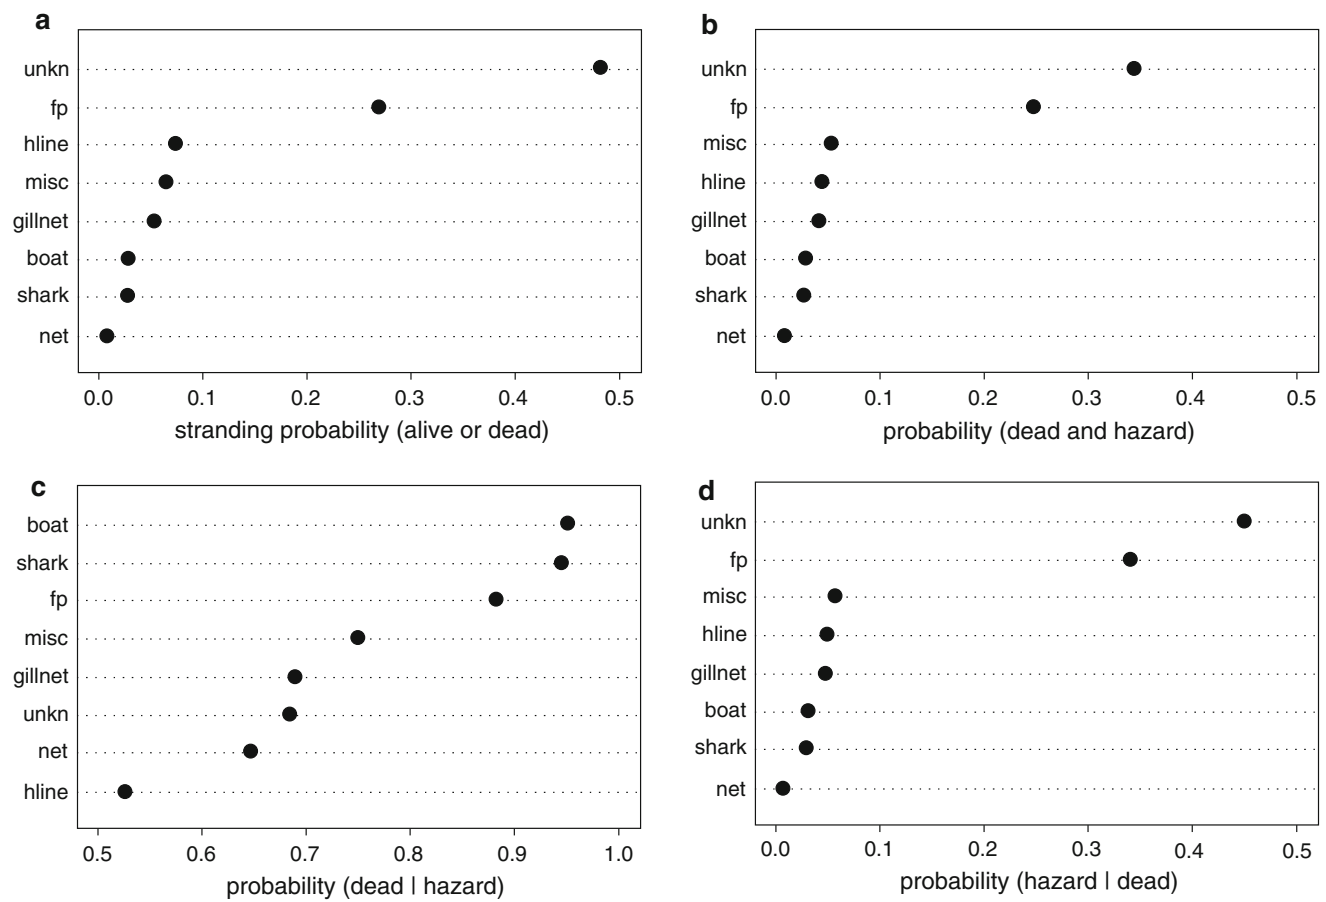 a
unkn
fp
hline
misc
gillnet
boat
shark
net
0.0 0.1 0.2 0.3 0.4 0.5
stranding probability (alive or dead)
b
unkn
fp
misc
hline
gillnet
boat
shark
net
0.0 0.1 0.2 0.3 0.4 0.5
probability (dead and hazard)
c
boat
shark
fp
misc
gillnet
unkn
net
hline
0.5 0.6 0.7 0.8 0.9 1.0
probability (dead | hazard)
d
unkn
fp
misc
hline
gillnet
boat
shark
net
0.0 0.1 0.2 0.3 0.4 0.5
probability (hazard | dead)